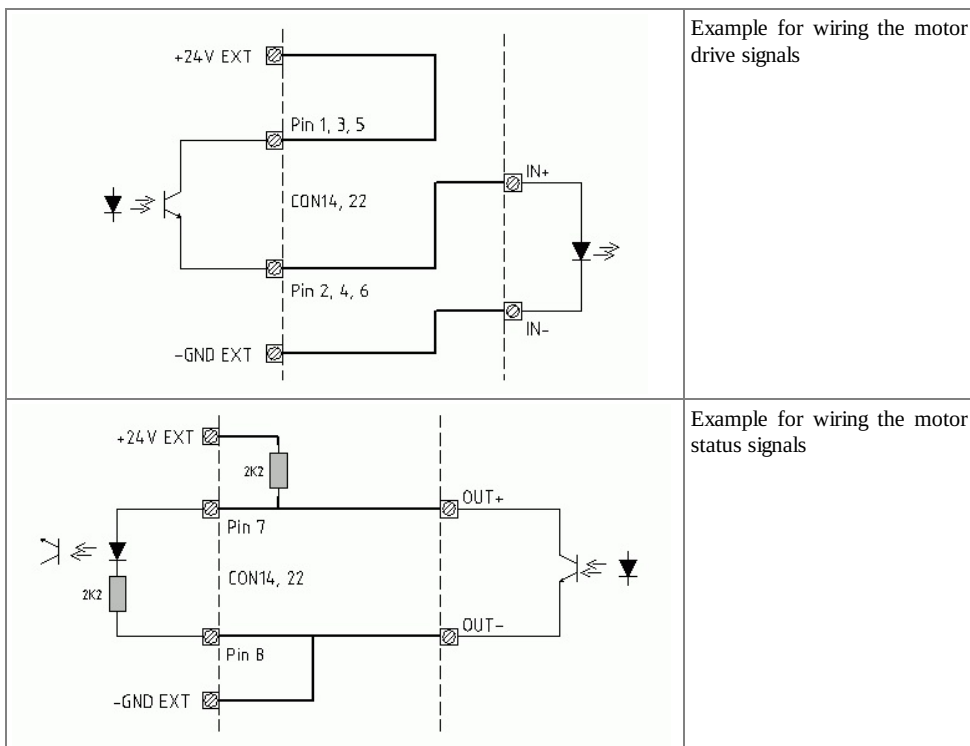 +24V EXT
Pin 1, 3, 5
IN+
CON14, 22
Pin 2, 4, 6
IN-
-GND EXT
Example for wiring the motor
drive signals
+24V EXT
2K2
OUT+
Pin 7
CON14, 22
2K2
OUT-
Pin 8
-GND EXT
Example for wiring the motor
status signals